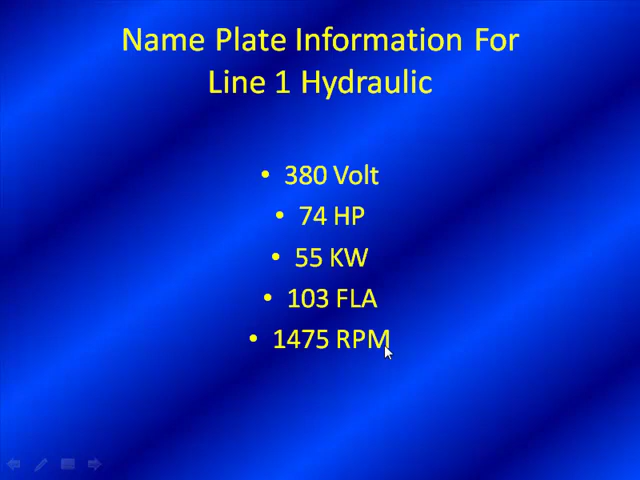 Name Plate Information For
Line 1 Hydraulic
• 380 Volt
• 74 HP
• 55 KW
• 103 FLA
• 1475 RPM